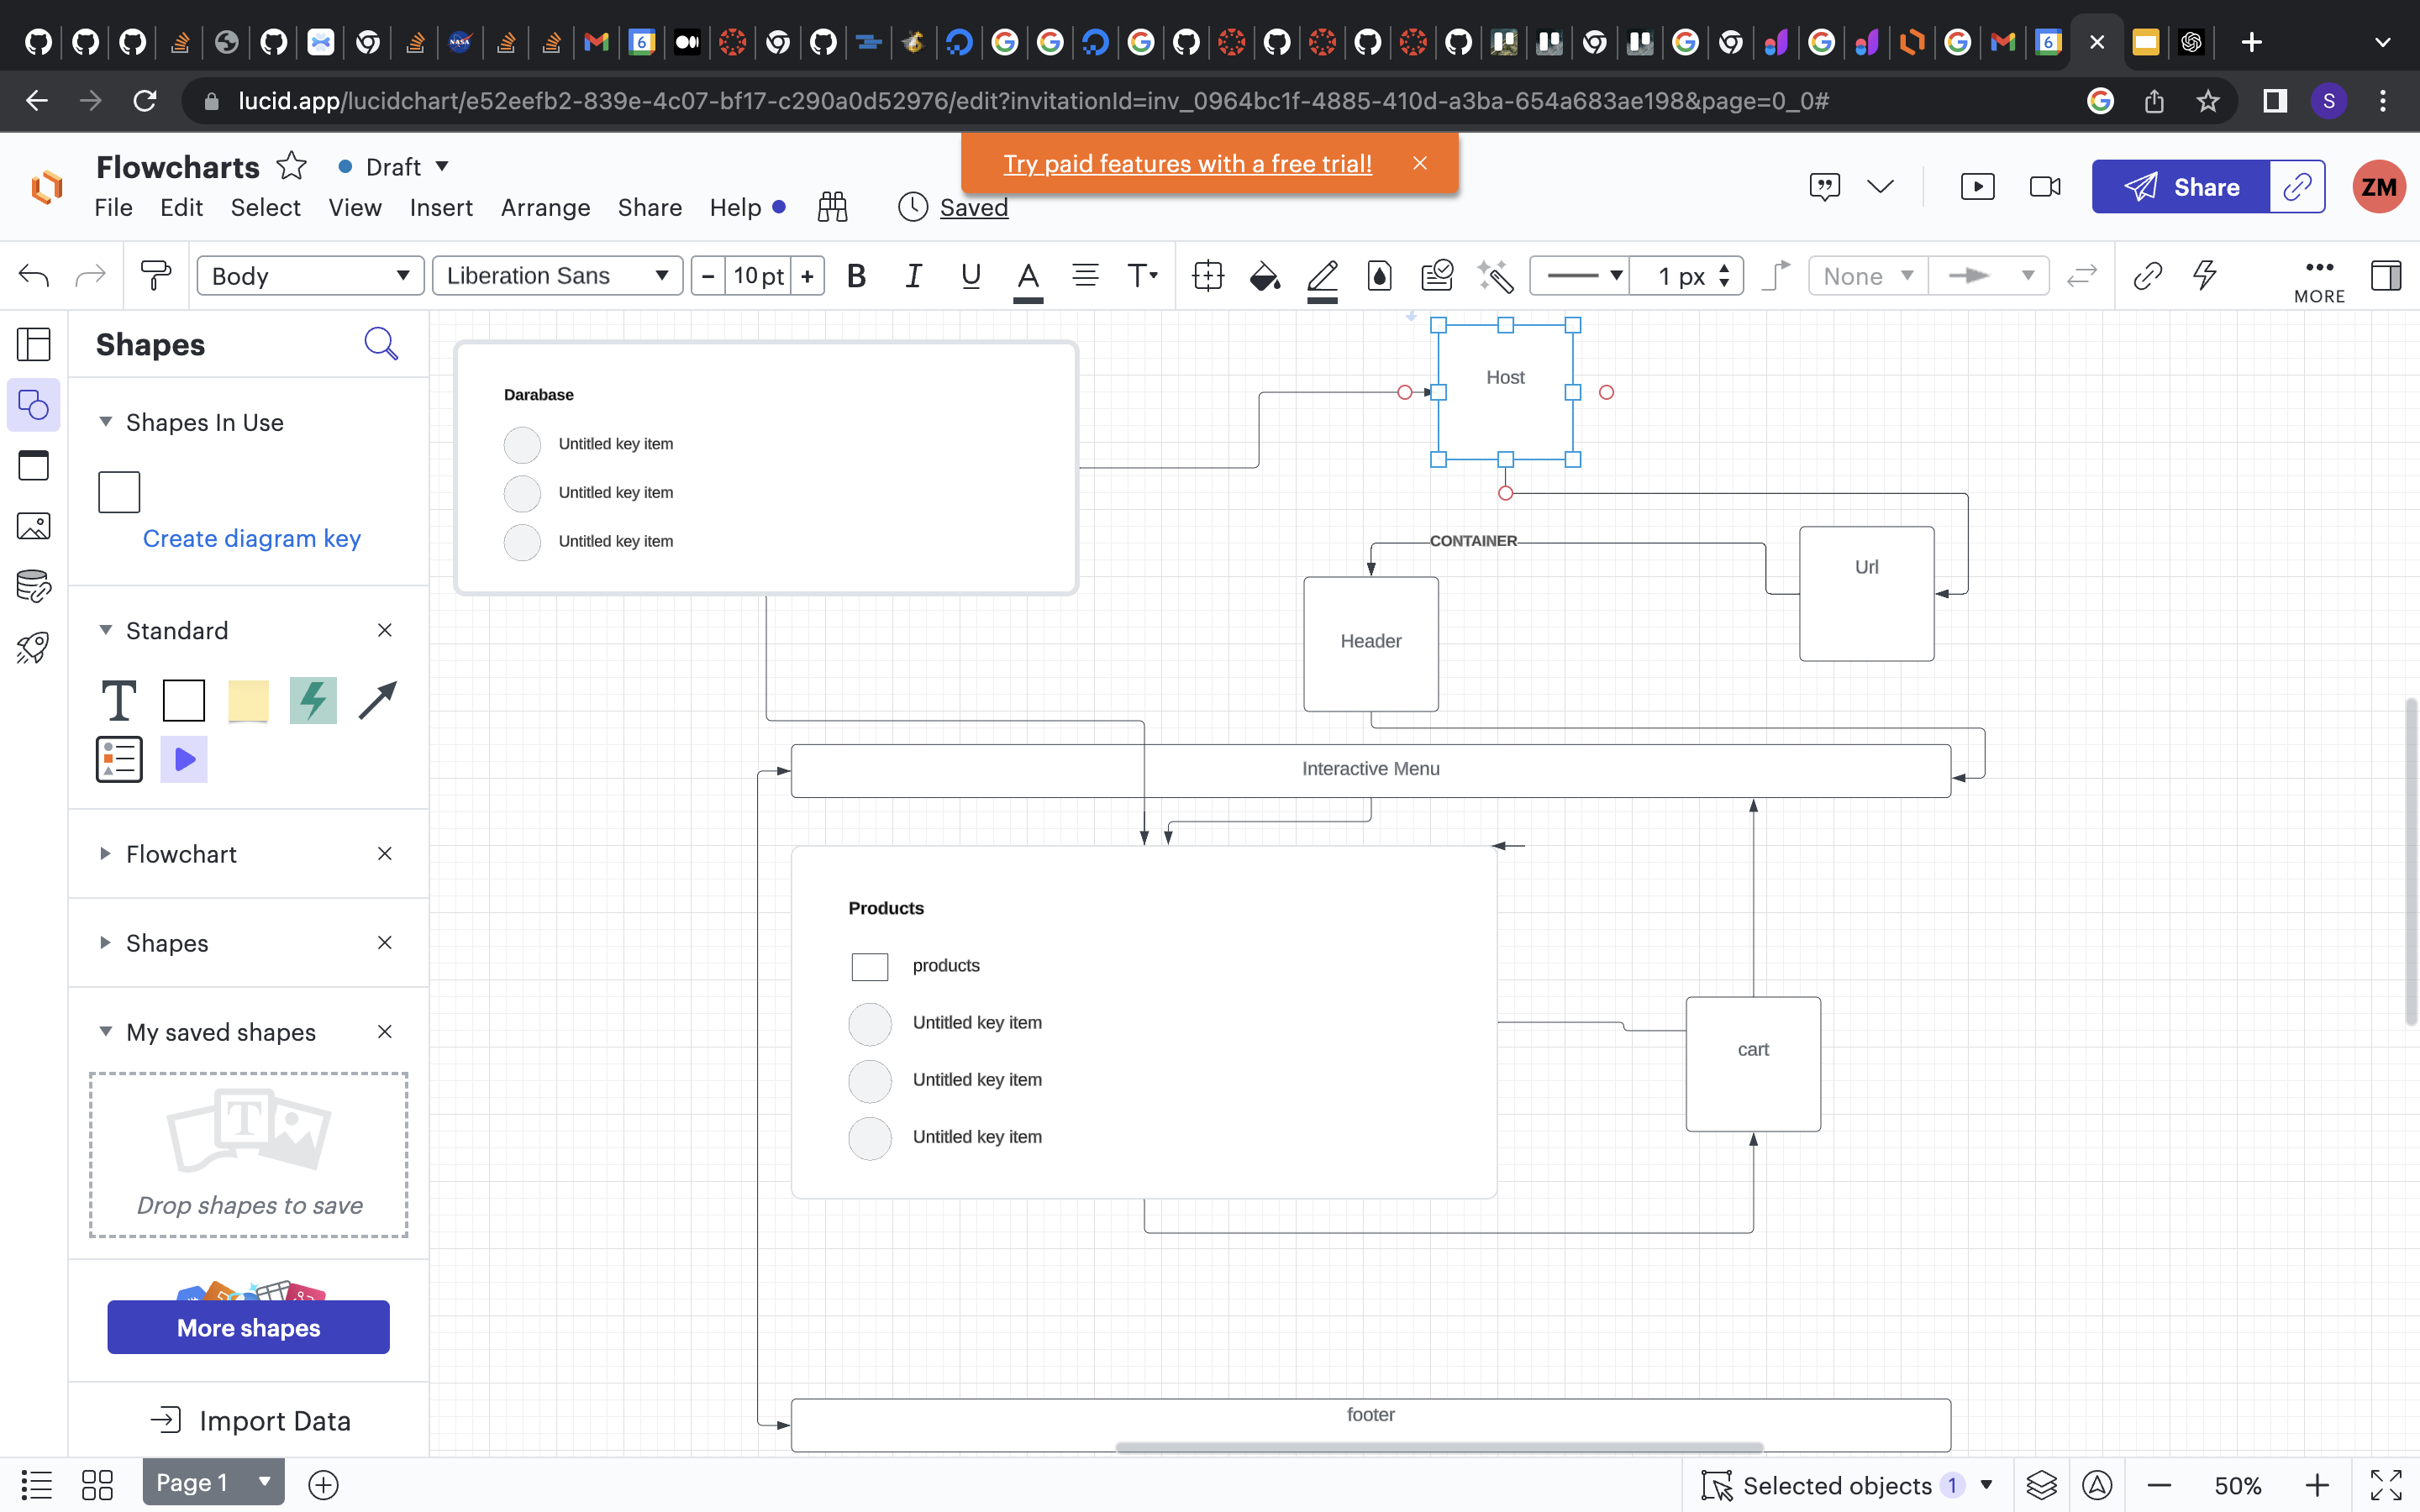 lucid.app/lucidchart/e52eefb2-839e-4c07-bf17-c290a0d52976/edit?invitationId=inv_0964bc1f-4885-410d-a3ba-654a683ae198&page=0_0#
S
Flowcharts
Draft
Try paid features with a free trial!
File Edit Select View Insert Arrange Share Help
Saved
Share
ZM
Body
Liberation Sans
− 10 pt +
B I U A T
1 px
None
MORE
Shapes
Shapes In Use
Create diagram key
Standard
T
Flowchart
Shapes
My saved shapes
T
Drop shapes to save
More shapes
Import Data
Darabase
Untitled key item
Untitled key item
Untitled key item
Host
CONTAINER
Url
Header
Interactive Menu
Products
products
Untitled key item
Untitled key item
Untitled key item
cart
footer
Page 1
Selected objects 1
50%